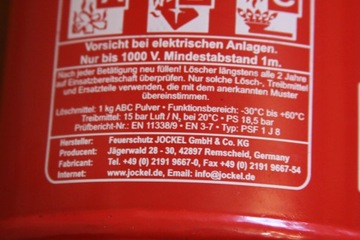 Vorsicht bei elektrischen Anlagen.
Nur bis 1000 V. Mindestabstand 1m.
Nach jeder Betätigung neu füllen! Löscher längstens alle 2 Jahre
auf Einsatzbereitschaft überprüfen. Nur solche Lösch-, Treibmittel
und Ersatzteile verwenden, die mit dem anerkannten Muster
übereinstimmen.
Löschmittel: 1 kg ABC Pulver • Funktionsbereich: -30°C bis +60°C
Treibmittel: 15 bar Luft / N₂ bei 20°C • PS 18,5 bar
Prüfbericht-Nr.: EN 11338/9 • EN 3-7 • Typ: PSF 1 J 8
Hersteller: Feuerschutz JOCKEL GmbH & Co. KG
Producent: Jägerwald 28 - 30, 42897 Remscheid, Germany
Fabricant: Tel. +49 (0) 2191 9667-0, Fax +49 (0) 2191 9667-54
Internet: www.jockel.de, Email: info@jockel.de